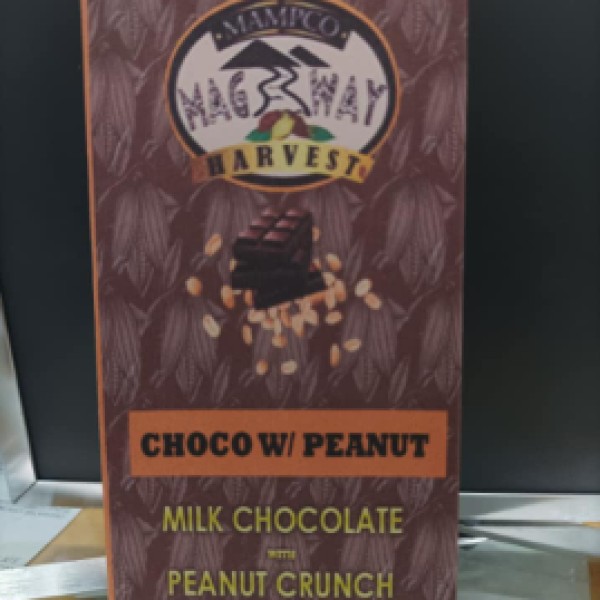 MAMPCO
MAG WAY
HARVEST
CHOCO W/ PEANUT
MILK CHOCOLATE
WITH
PEANUT CRUNCH